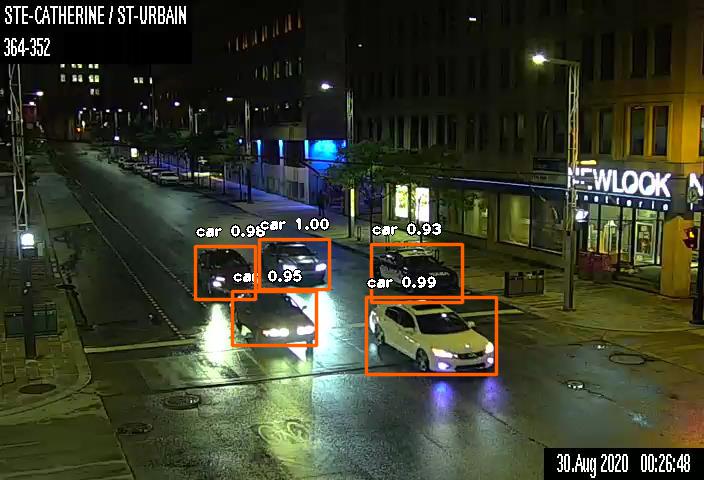 STE-CATHERINE / ST-URBAIN
364-352
NEWLOOK
car 0.98
car 1.00
car 0.93
car 0.95
car 0.99
30.Aug 2020 00:26:48